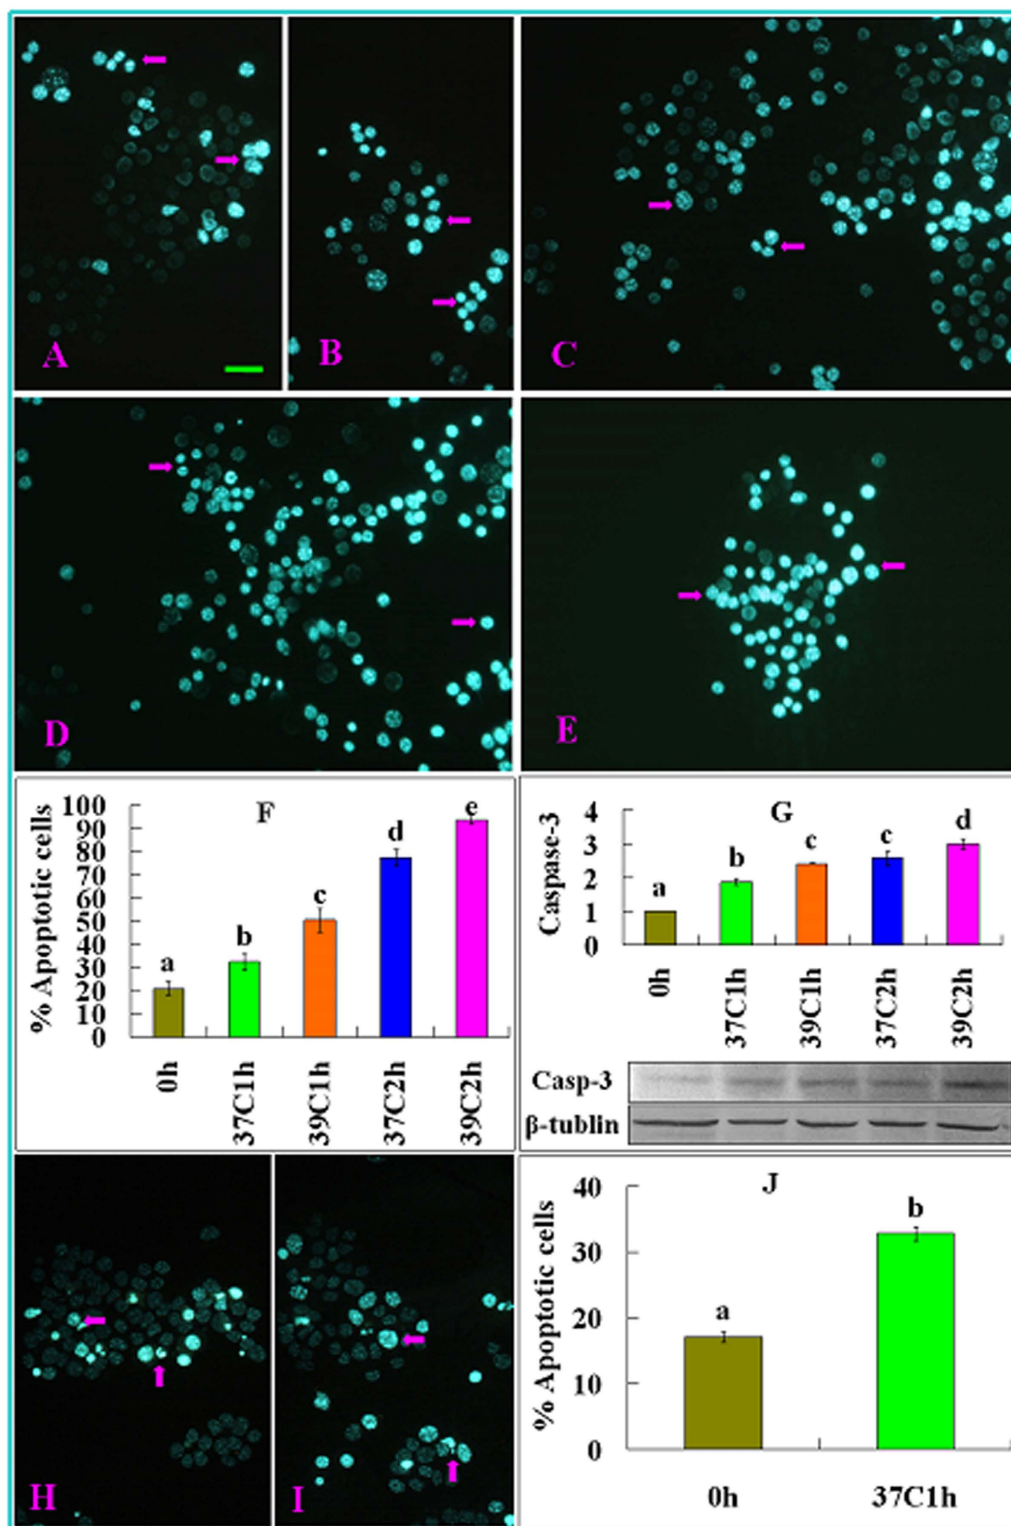 A
B
C
D
E
F
% Apoptotic cells
100
90
80
70
60
50
40
30
20
10
0
a
b
c
d
e
0h
37C1h
39C1h
37C2h
39C2h
G
Caspase-3
4
3
2
1
0
a
b
c
c
d
0h
37C1h
39C1h
37C2h
39C2h
Casp-3
β-tublin
H
I
J
% Apoptotic cells
40
30
20
10
0
a
b
0h
37C1h